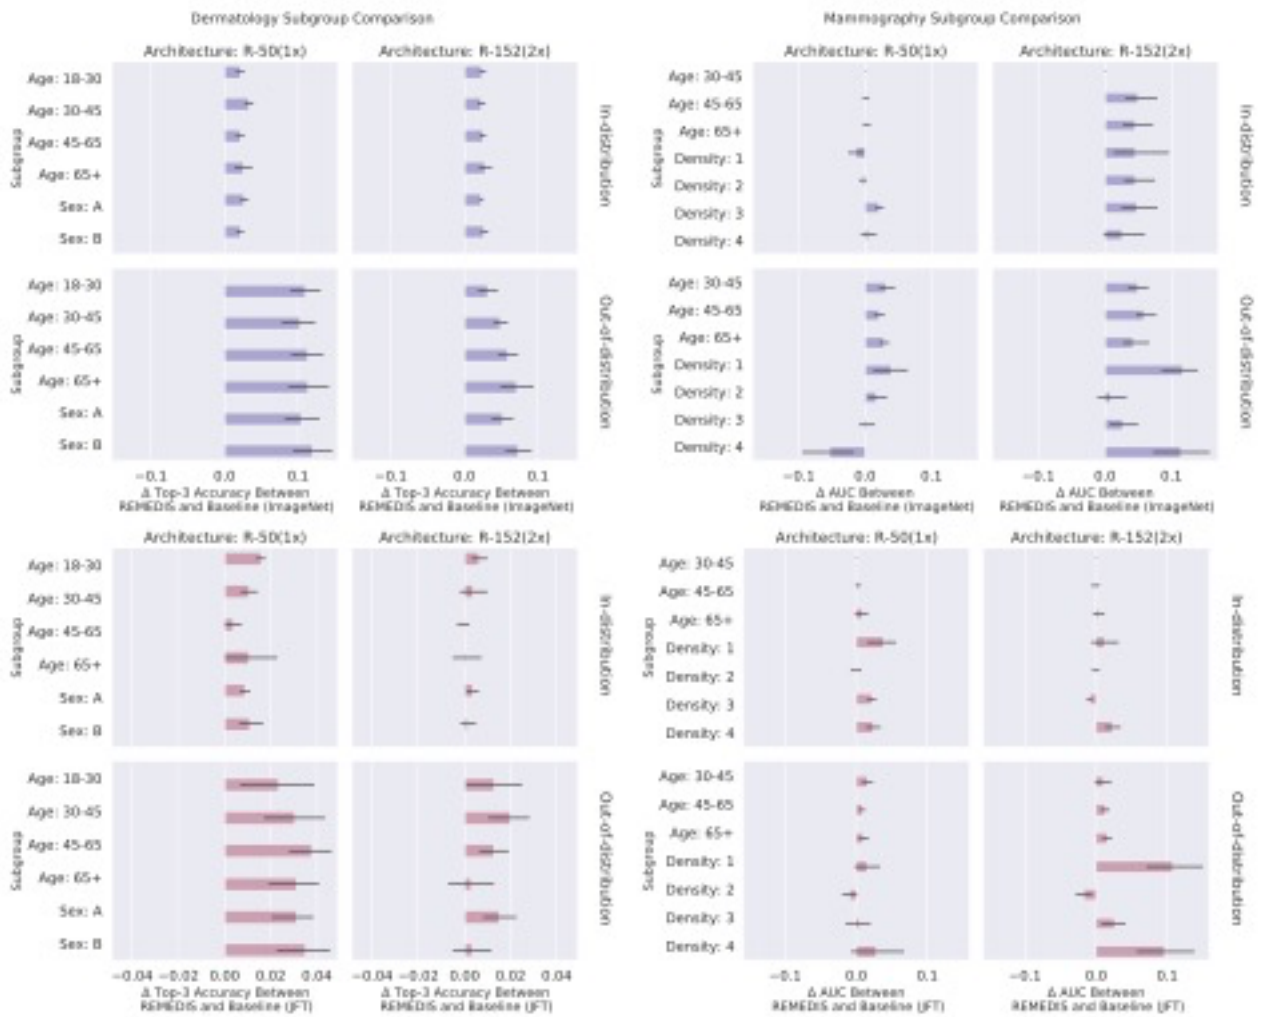 Dermatology Subgroup Comparison
Architecture: R-50(1x)
Architecture: R-152(2x)
Subgroup
Age: 18-30
Age: 30-45
Age: 45-65
Age: 65+
Sex: A
Sex: B
In-distribution
Subgroup
Age: 18-30
Age: 30-45
Age: 45-65
Age: 65+
Sex: A
Sex: B
Out-of-distribution
−0.1 0.0 0.1
−0.1 0.0 0.1
Δ Top-3 Accuracy Between
REMEDIS and Baseline (ImageNet)
Δ Top-3 Accuracy Between
REMEDIS and Baseline (ImageNet)
Mammography Subgroup Comparison
Architecture: R-50(1x)
Architecture: R-152(2x)
Subgroup
Age: 30-45
Age: 45-65
Age: 65+
Density: 1
Density: 2
Density: 3
Density: 4
In-distribution
Subgroup
Age: 30-45
Age: 45-65
Age: 65+
Density: 1
Density: 2
Density: 3
Density: 4
Out-of-distribution
−0.1 0.0 0.1
−0.1 0.0 0.1
Δ AUC Between
REMEDIS and Baseline (ImageNet)
Δ AUC Between
REMEDIS and Baseline (ImageNet)
Architecture: R-50(1x)
Architecture: R-152(2x)
Subgroup
Age: 18-30
Age: 30-45
Age: 45-65
Age: 65+
Sex: A
Sex: B
In-distribution
Subgroup
Age: 18-30
Age: 30-45
Age: 45-65
Age: 65+
Sex: A
Sex: B
Out-of-distribution
−0.04 −0.02 0.00 0.02 0.04
−0.04 −0.02 0.00 0.02 0.04
Δ Top-3 Accuracy Between
REMEDIS and Baseline (JFT)
Δ Top-3 Accuracy Between
REMEDIS and Baseline (JFT)
Architecture: R-50(1x)
Architecture: R-152(2x)
Subgroup
Age: 30-45
Age: 45-65
Age: 65+
Density: 1
Density: 2
Density: 3
Density: 4
In-distribution
Subgroup
Age: 30-45
Age: 45-65
Age: 65+
Density: 1
Density: 2
Density: 3
Density: 4
Out-of-distribution
−0.1 0.0 0.1
−0.1 0.0 0.1
Δ AUC Between
REMEDIS and Baseline (JFT)
Δ AUC Between
REMEDIS and Baseline (JFT)